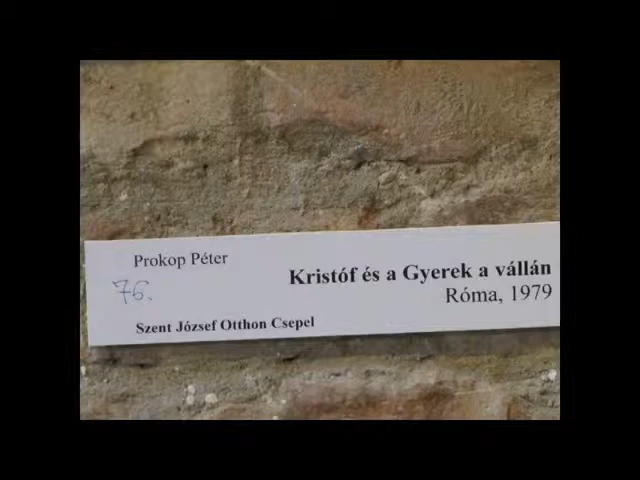 Prokop Péter
76.
Kristóf és a Gyerek a vállán
Róma, 1979
Szent József Otthon Csepel